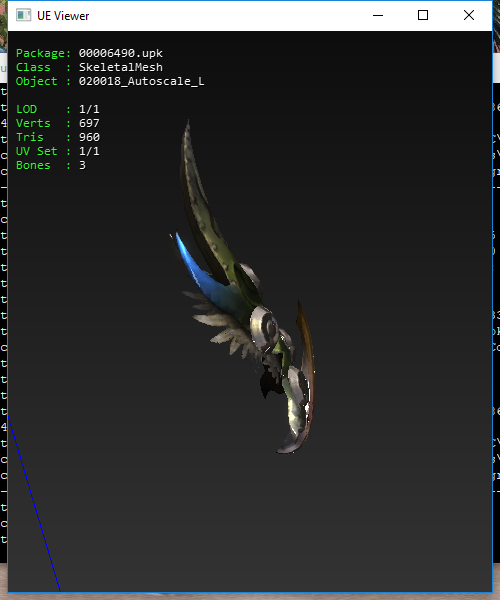 UE Viewer
Package: 00006490.upk
Class : SkeletalMesh
Object : 020018_Autoscale_L
LOD : 1/1
Verts : 697
Tris : 960
UV Set : 1/1
Bones : 3